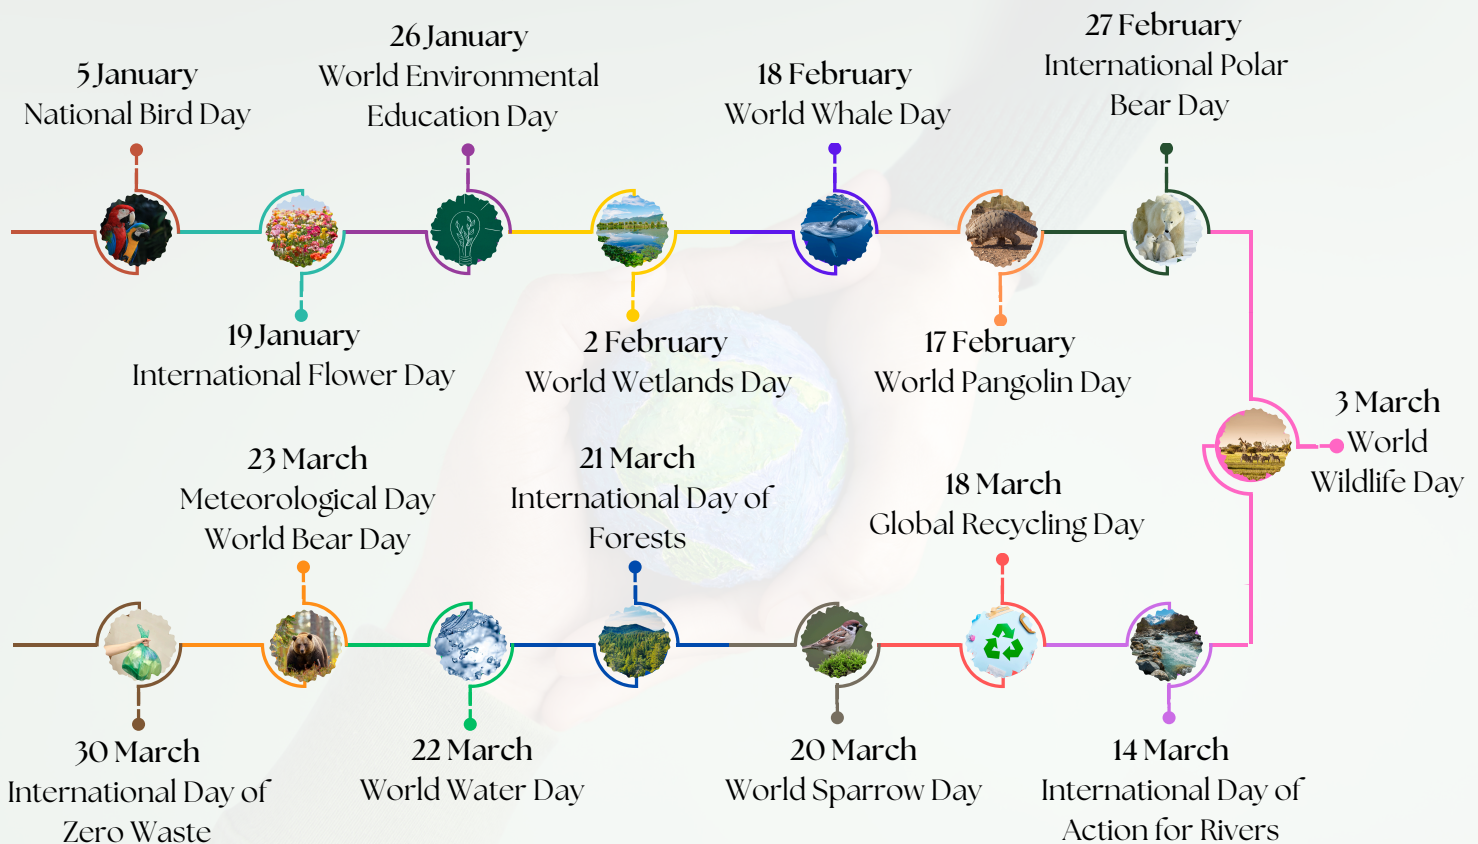 5 January
National Bird Day
19 January
International Flower Day
26 January
World Environmental
Education Day
2 February
World Wetlands Day
18 February
World Whale Day
17 February
World Pangolin Day
27 February
International Polar
Bear Day
3 March
World
Wildlife Day
14 March
International Day of
Action for Rivers
18 March
Global Recycling Day
20 March
World Sparrow Day
21 March
International Day of
Forests
22 March
World Water Day
23 March
Meteorological Day
World Bear Day
30 March
International Day of
Zero Waste